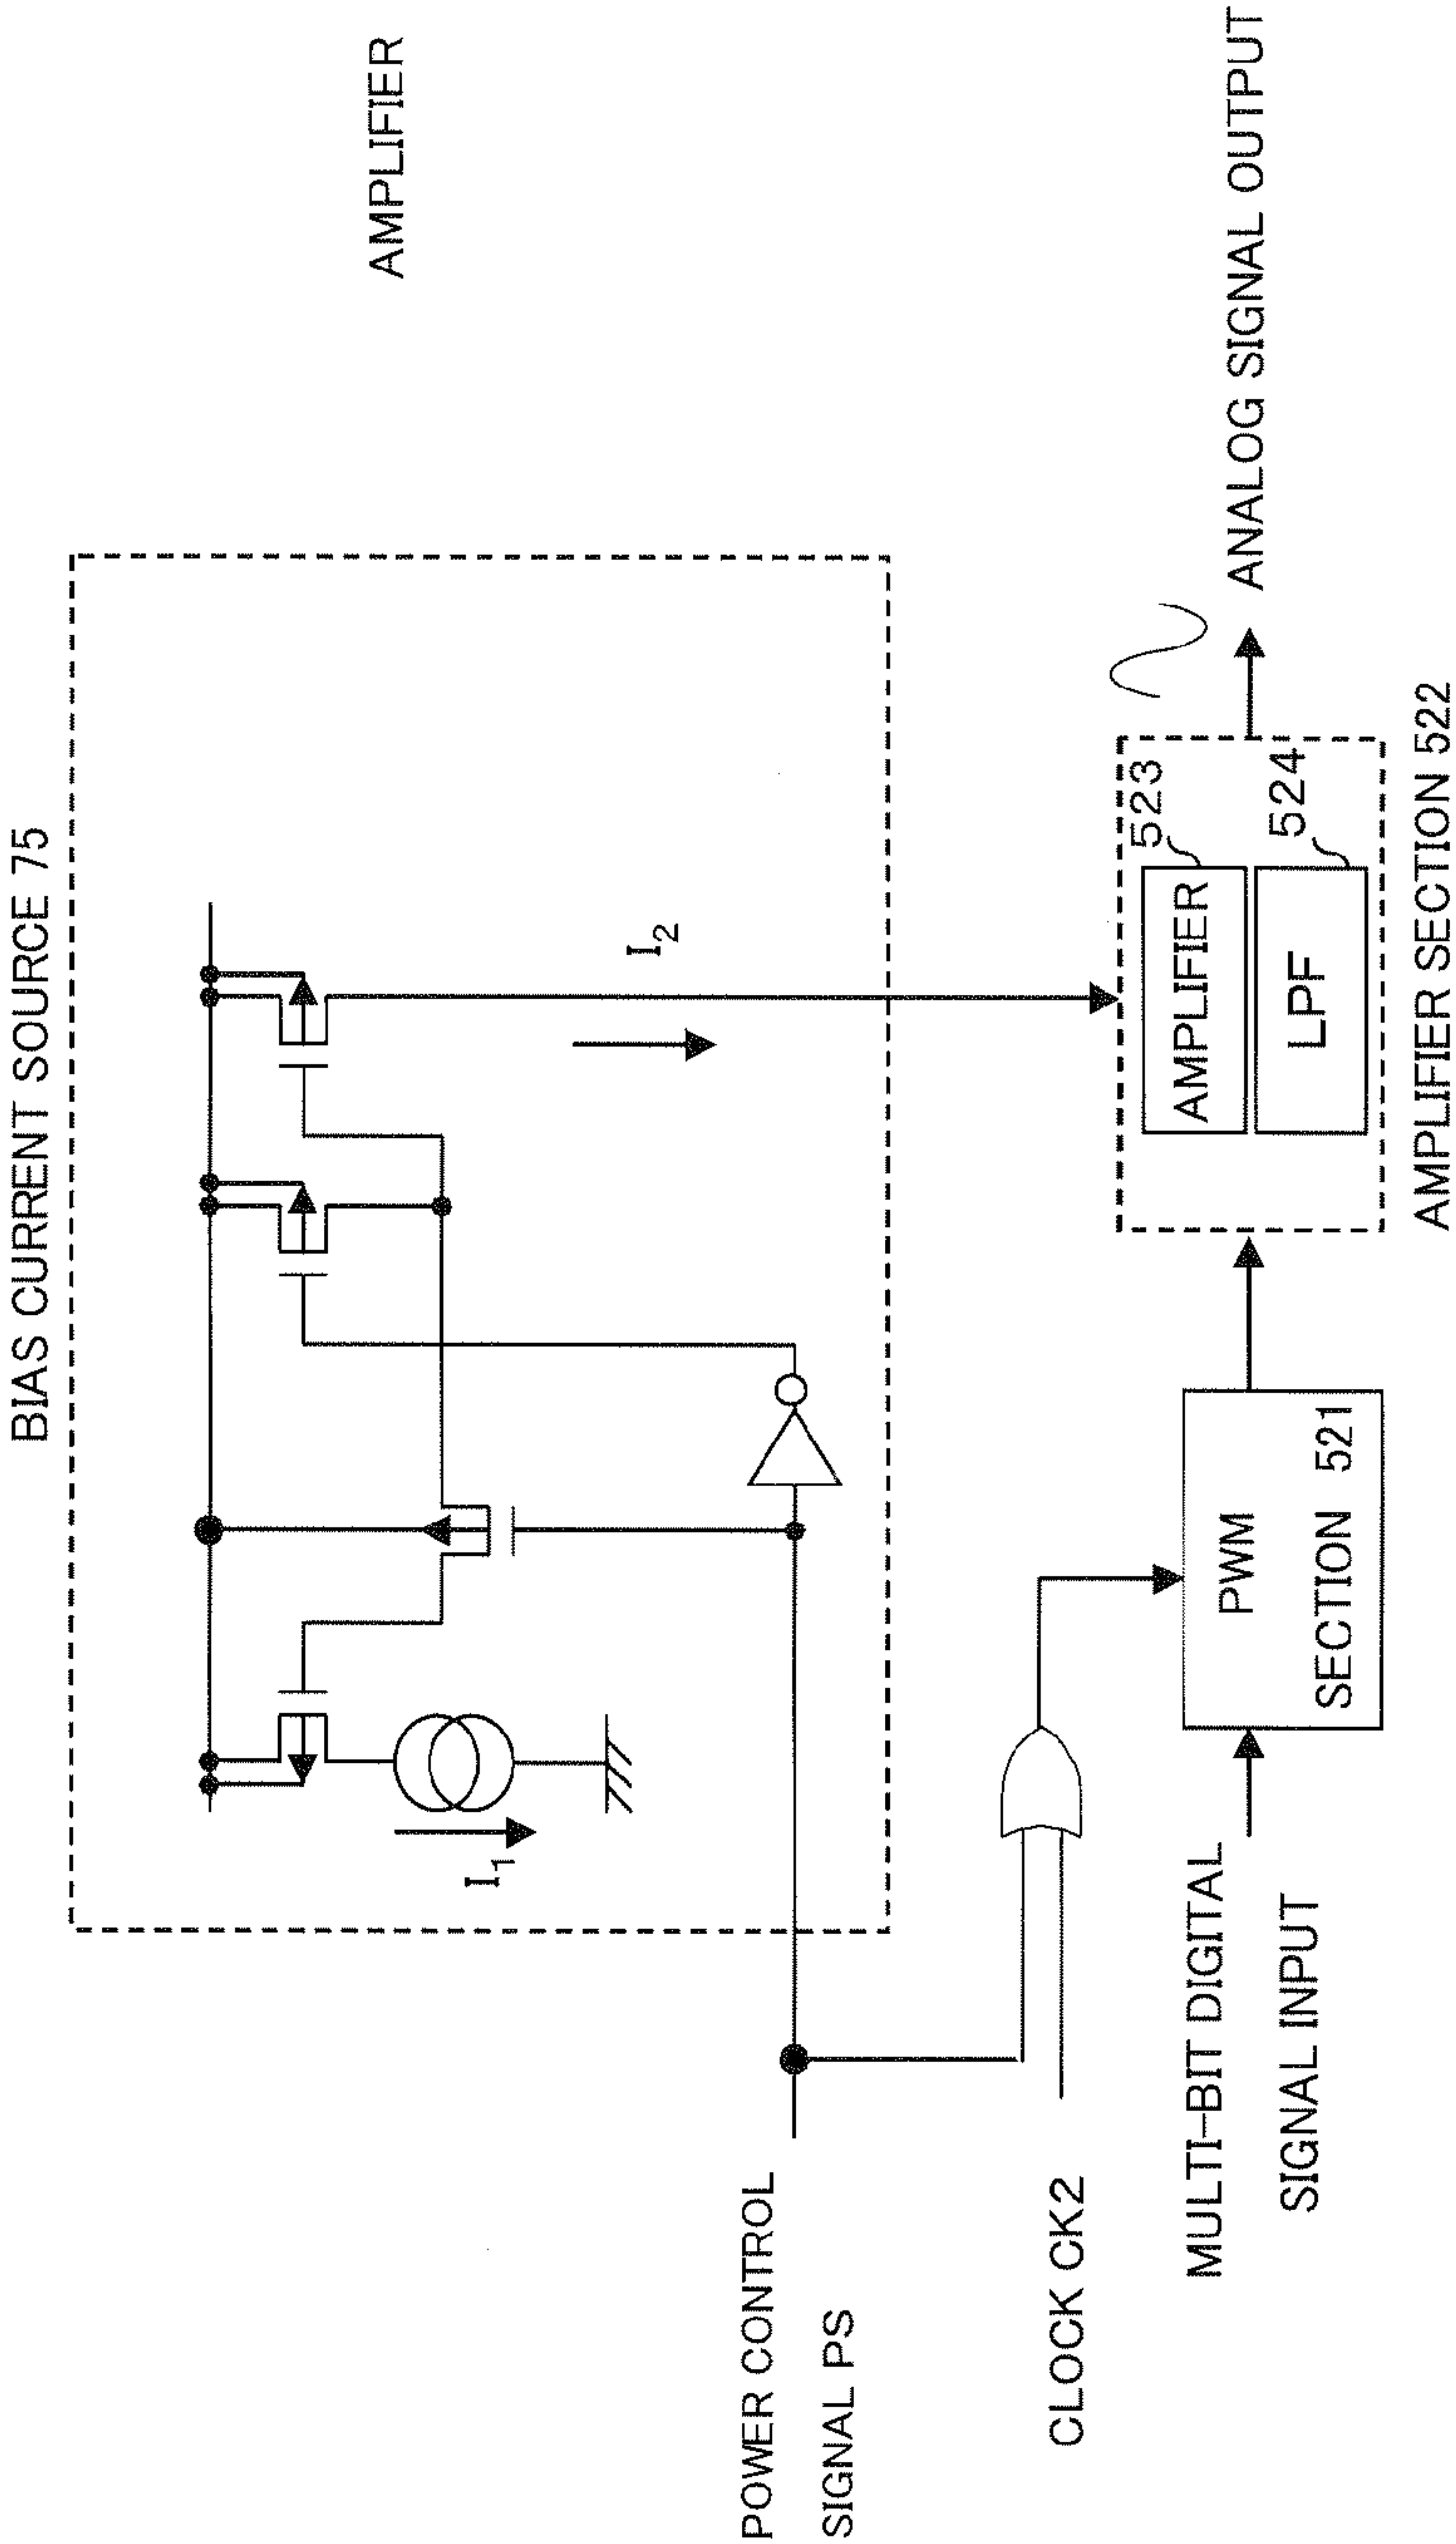 BIAS CURRENT SOURCE 75
AMPLIFIER
I1
I2
POWER CONTROL
SIGNAL PS
CLOCK CK2
MULTI-BIT DIGITAL
SIGNAL INPUT
PWM
SECTION 521
AMPLIFIER
523
LPF
524
AMPLIFIER SECTION 522
ANALOG SIGNAL OUTPUT